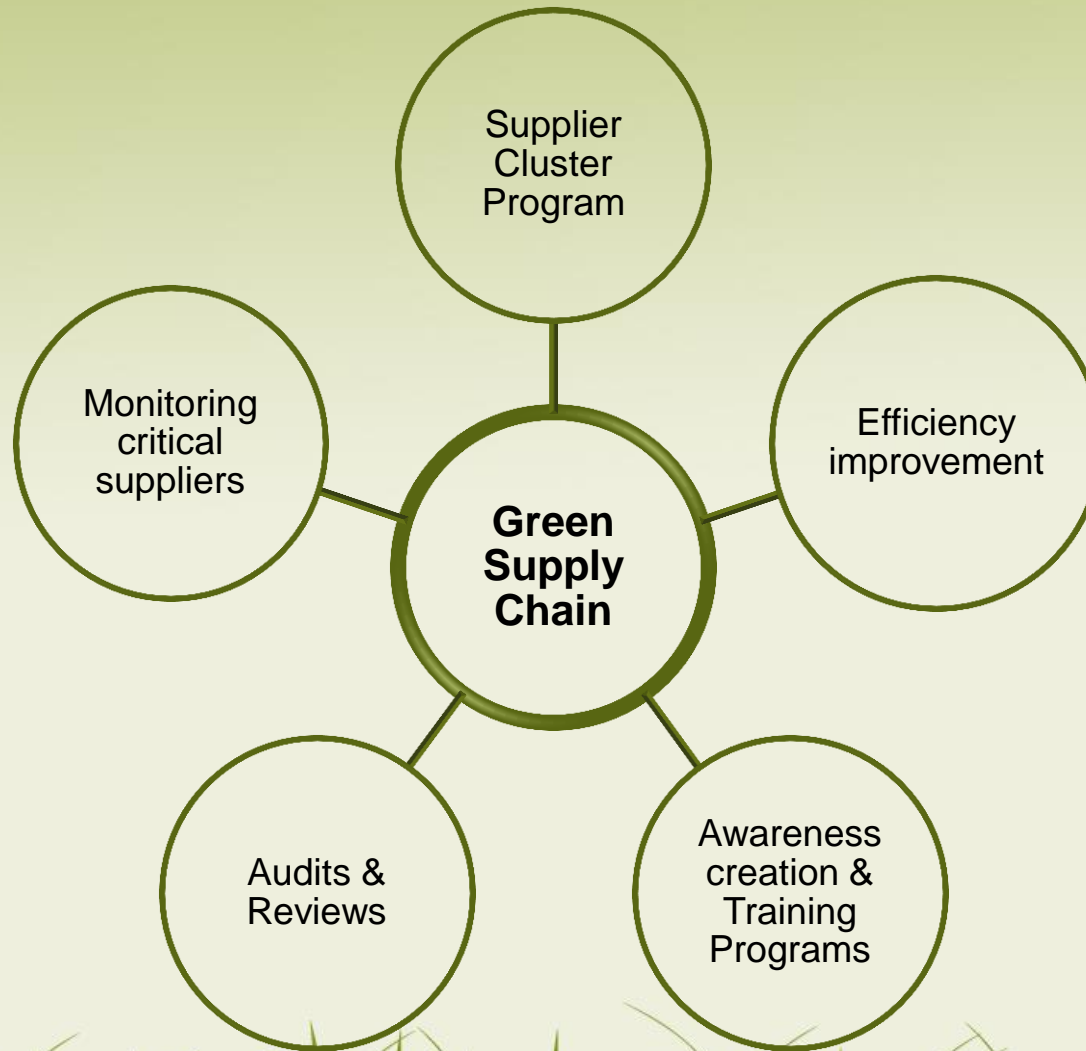 Supplier
Cluster
Program
Efficiency
improvement
Awareness
creation &
Training
Programs
Audits &
Reviews
Monitoring
critical
suppliers
Green
Supply
Chain